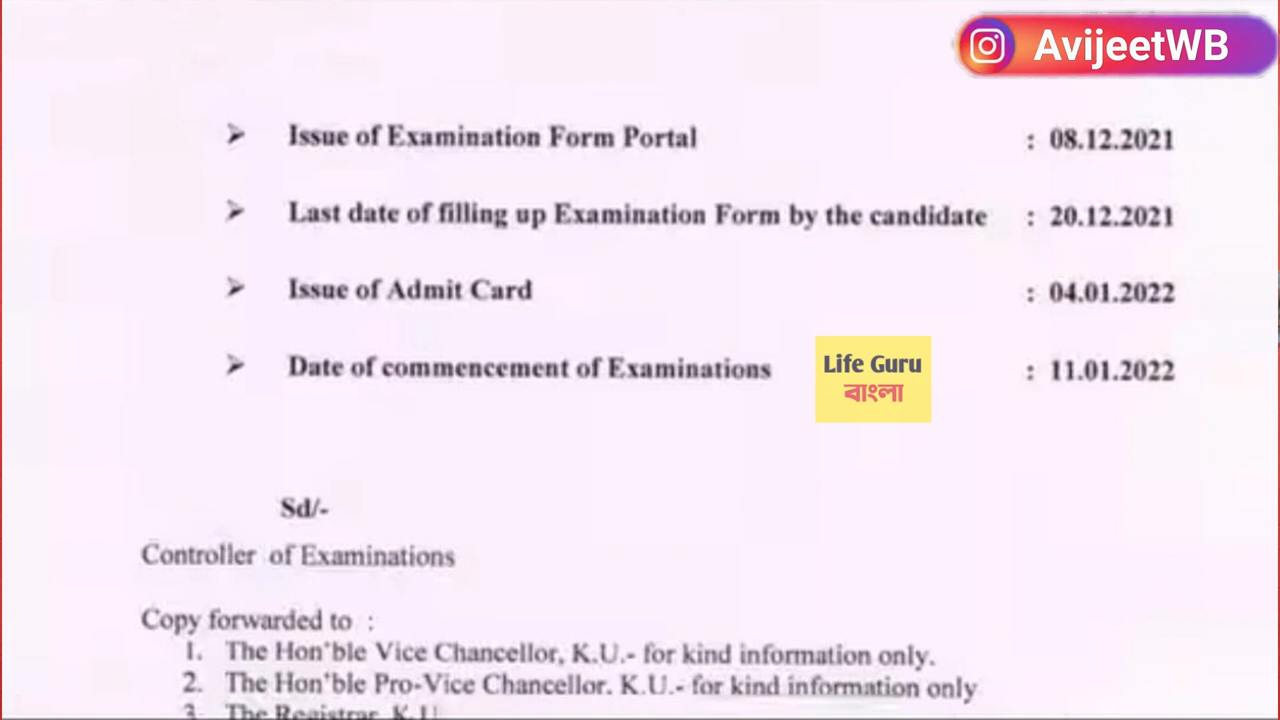 AvijeetWB
➤ Issue of Examination Form Portal : 08.12.2021
➤ Last date of filling up Examination Form by the candidate : 20.12.2021
➤ Issue of Admit Card : 04.01.2022
➤ Date of commencement of Examinations : 11.01.2022
Life Guru
বাংলা
Sd/-
Controller of Examinations
Copy forwarded to :
1. The Hon'ble Vice Chancellor, K.U.- for kind information only.
2. The Hon'ble Pro-Vice Chancellor. K.U.- for kind information only
3. The Registrar, K.U